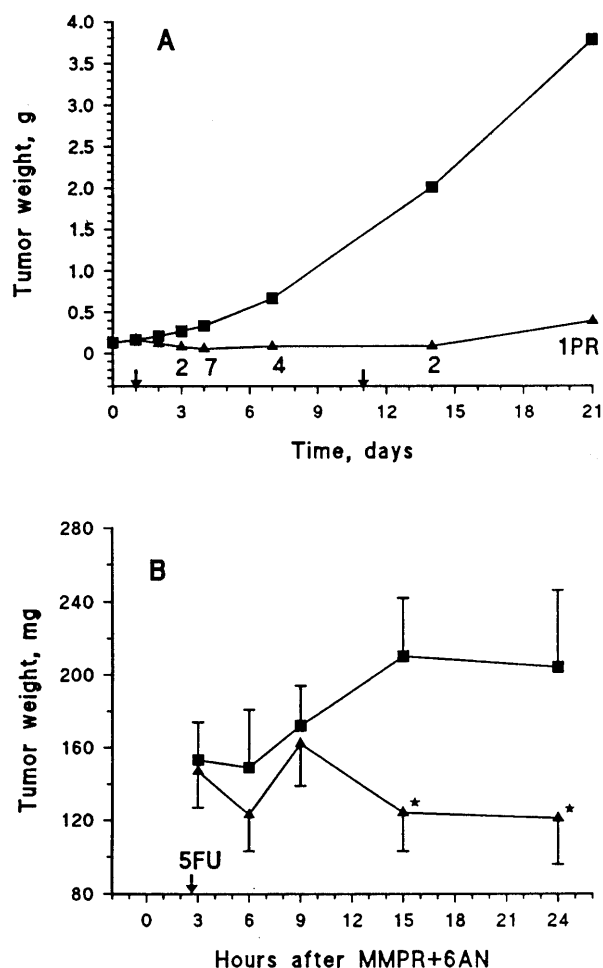 A
Tumor weight, g
4.0
3.5
3.0
2.5
2.0
1.5
1.0
0.5
0
2 7 4 2 1PR
0 3 6 9 12 15 18 21
Time, days
B
Tumor weight, mg
280
240
200
160
120
80
★
★
5FU
0 3 6 9 12 15 18 21 24
Hours after MMPR+6AN